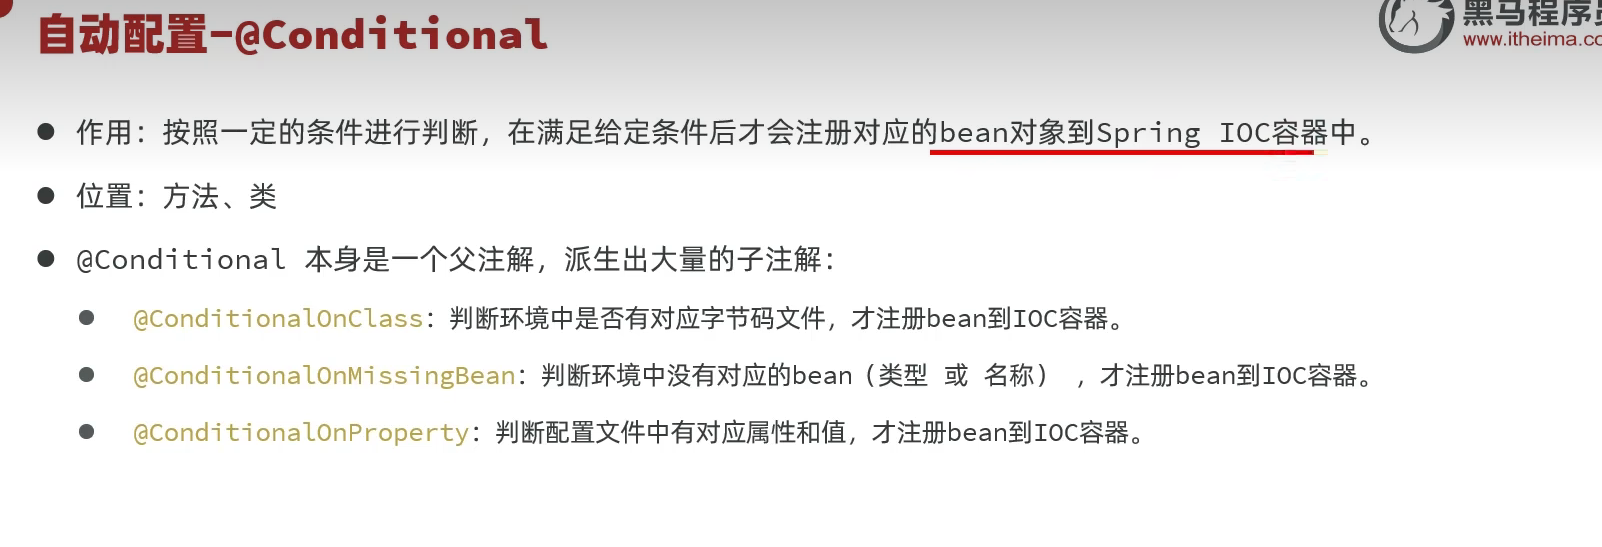 自动配置-@Conditional
黑马程序员
www.itheima.co
作用：按照一定的条件进行判断，在满足给定条件后才会注册对应的bean对象到Spring IOC容器中。
位置：方法、类
@Conditional 本身是一个父注解，派生出大量的子注解：
@ConditionalOnClass：判断环境中是否有对应字节码文件，才注册bean到IOC容器。
@ConditionalOnMissingBean：判断环境中没有对应的bean（类型 或 名称） ，才注册bean到IOC容器。
@ConditionalOnProperty：判断配置文件中有对应属性和值，才注册bean到IOC容器。